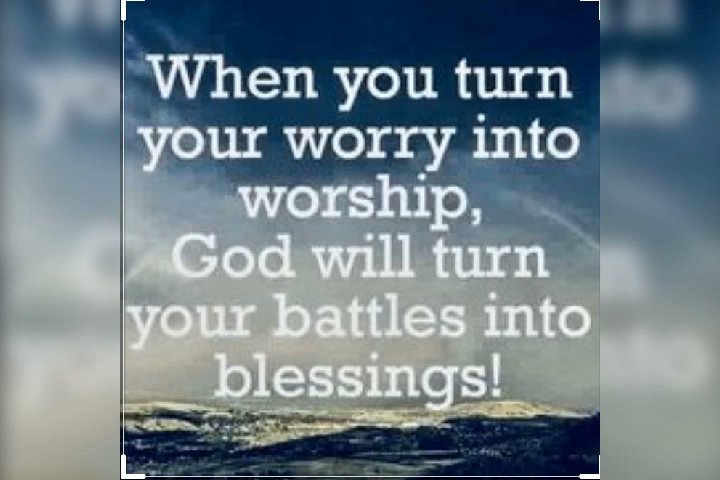 When you turn
your worry into
worship,
God will turn
your battles into
blessings!